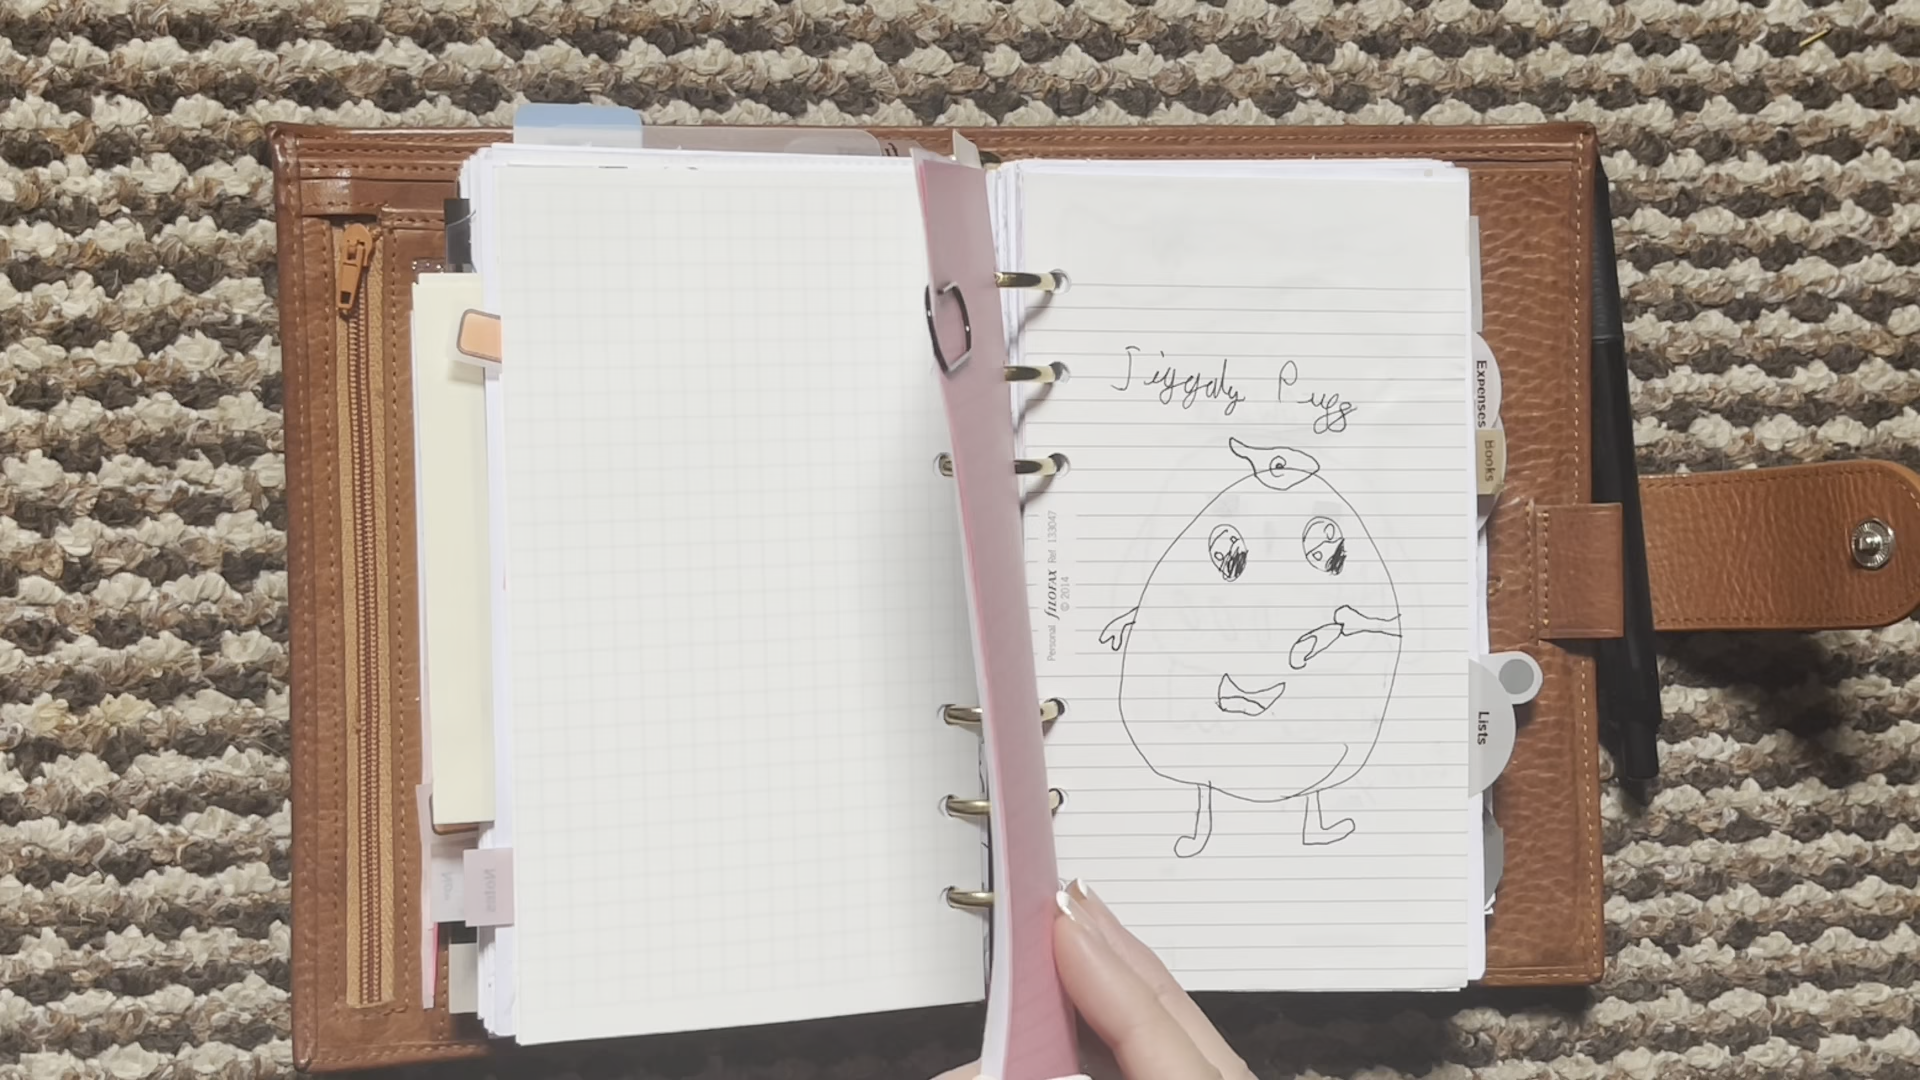 Jiggaly Puff
Personal filofax Ref 133047
© 2014
Expenses
Books
Lists
Notes